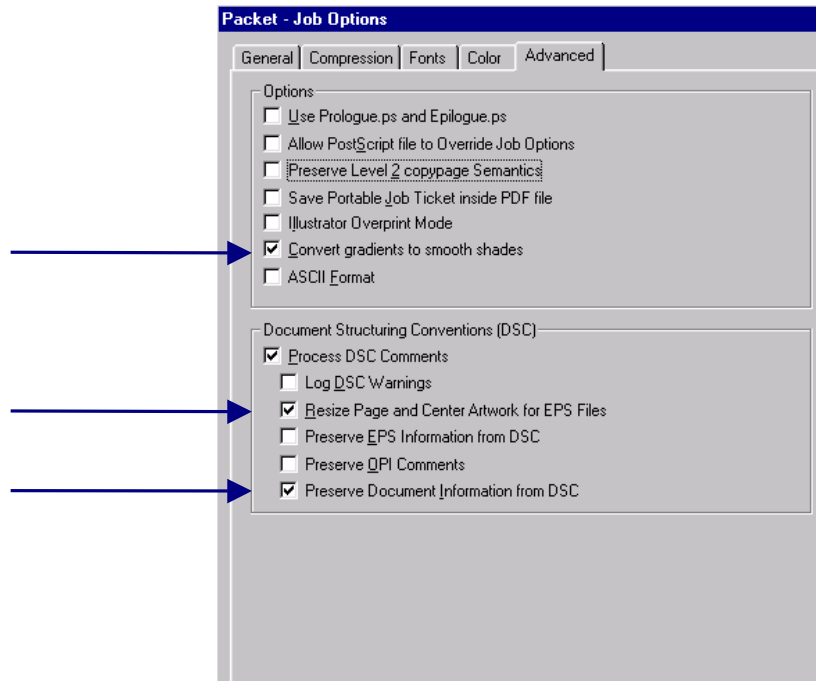 Packet - Job Options
General Compression Fonts Color Advanced
Options
Use Prologue.ps and Epilogue.ps
Allow PostScript file to Override Job Options
Preserve Level 2 copypage Semantics
Save Portable Job Ticket inside PDF file
Illustrator Overprint Mode
Convert gradients to smooth shades
ASCII Format
Document Structuring Conventions (DSC)
Process DSC Comments
Log DSC Warnings
Resize Page and Center Artwork for EPS Files
Preserve EPS Information from DSC
Preserve OPI Comments
Preserve Document Information from DSC